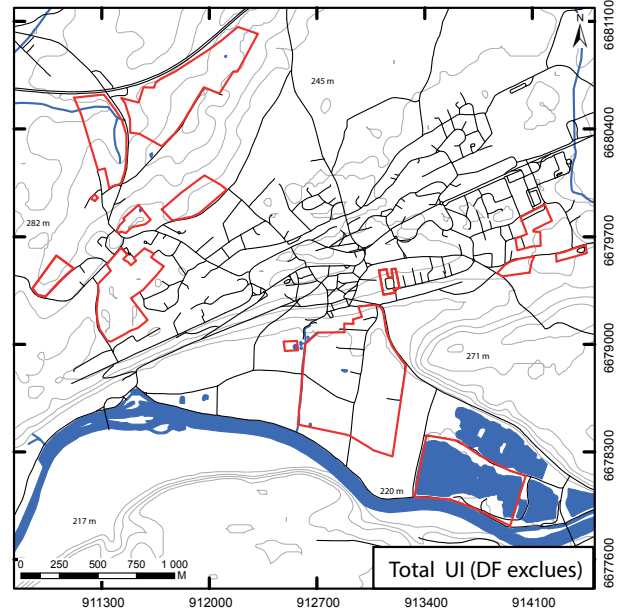 6681100
N
245 m
6680400
282 m
6679700
6679000
271 m
6678300
220 m
217 m
6677600
0 250 500 750 1 000
M
Total UI (DF exclues)
911300 912000 912700 913400 914100